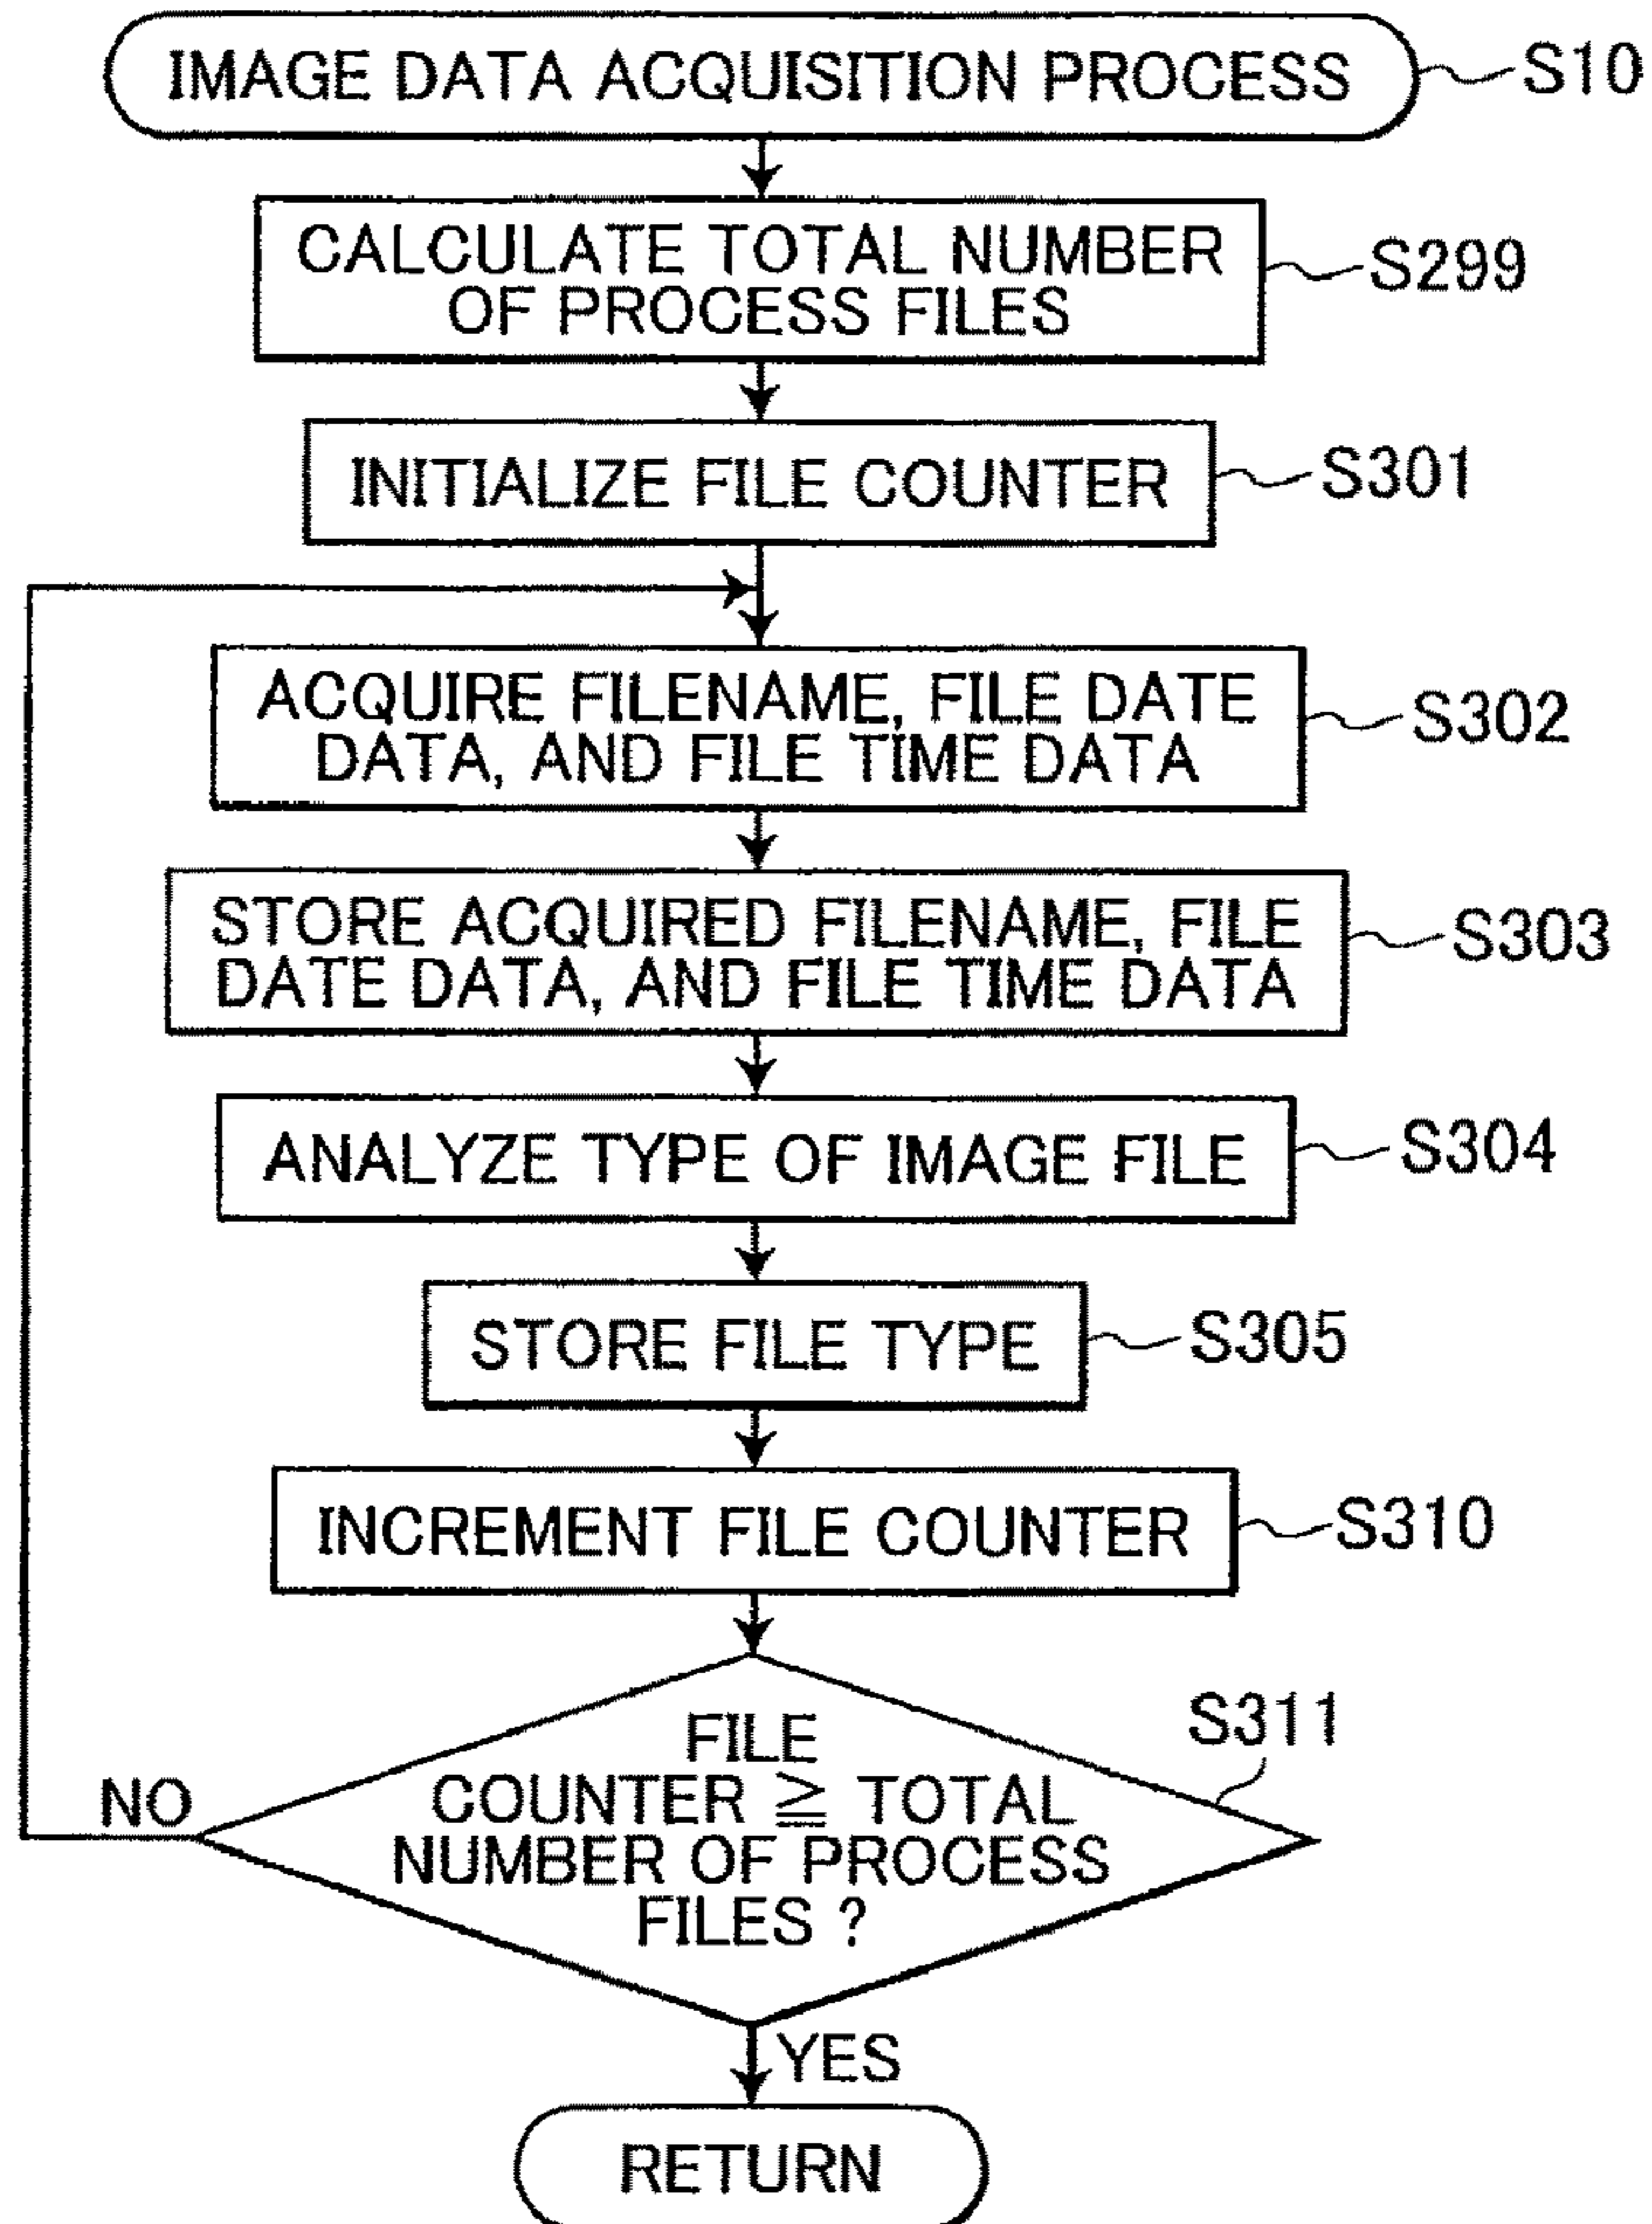 IMAGE DATA ACQUISITION PROCESS
S10
CALCULATE TOTAL NUMBER
OF PROCESS FILES
S299
INITIALIZE FILE COUNTER
S301
ACQUIRE FILENAME, FILE DATE
DATA, AND FILE TIME DATA
S302
STORE ACQUIRED FILENAME, FILE
DATE DATA, AND FILE TIME DATA
S303
ANALYZE TYPE OF IMAGE FILE
S304
STORE FILE TYPE
S305
INCREMENT FILE COUNTER
S310
S311
FILE
COUNTER ≧ TOTAL
NUMBER OF PROCESS
FILES ?
NO
YES
RETURN